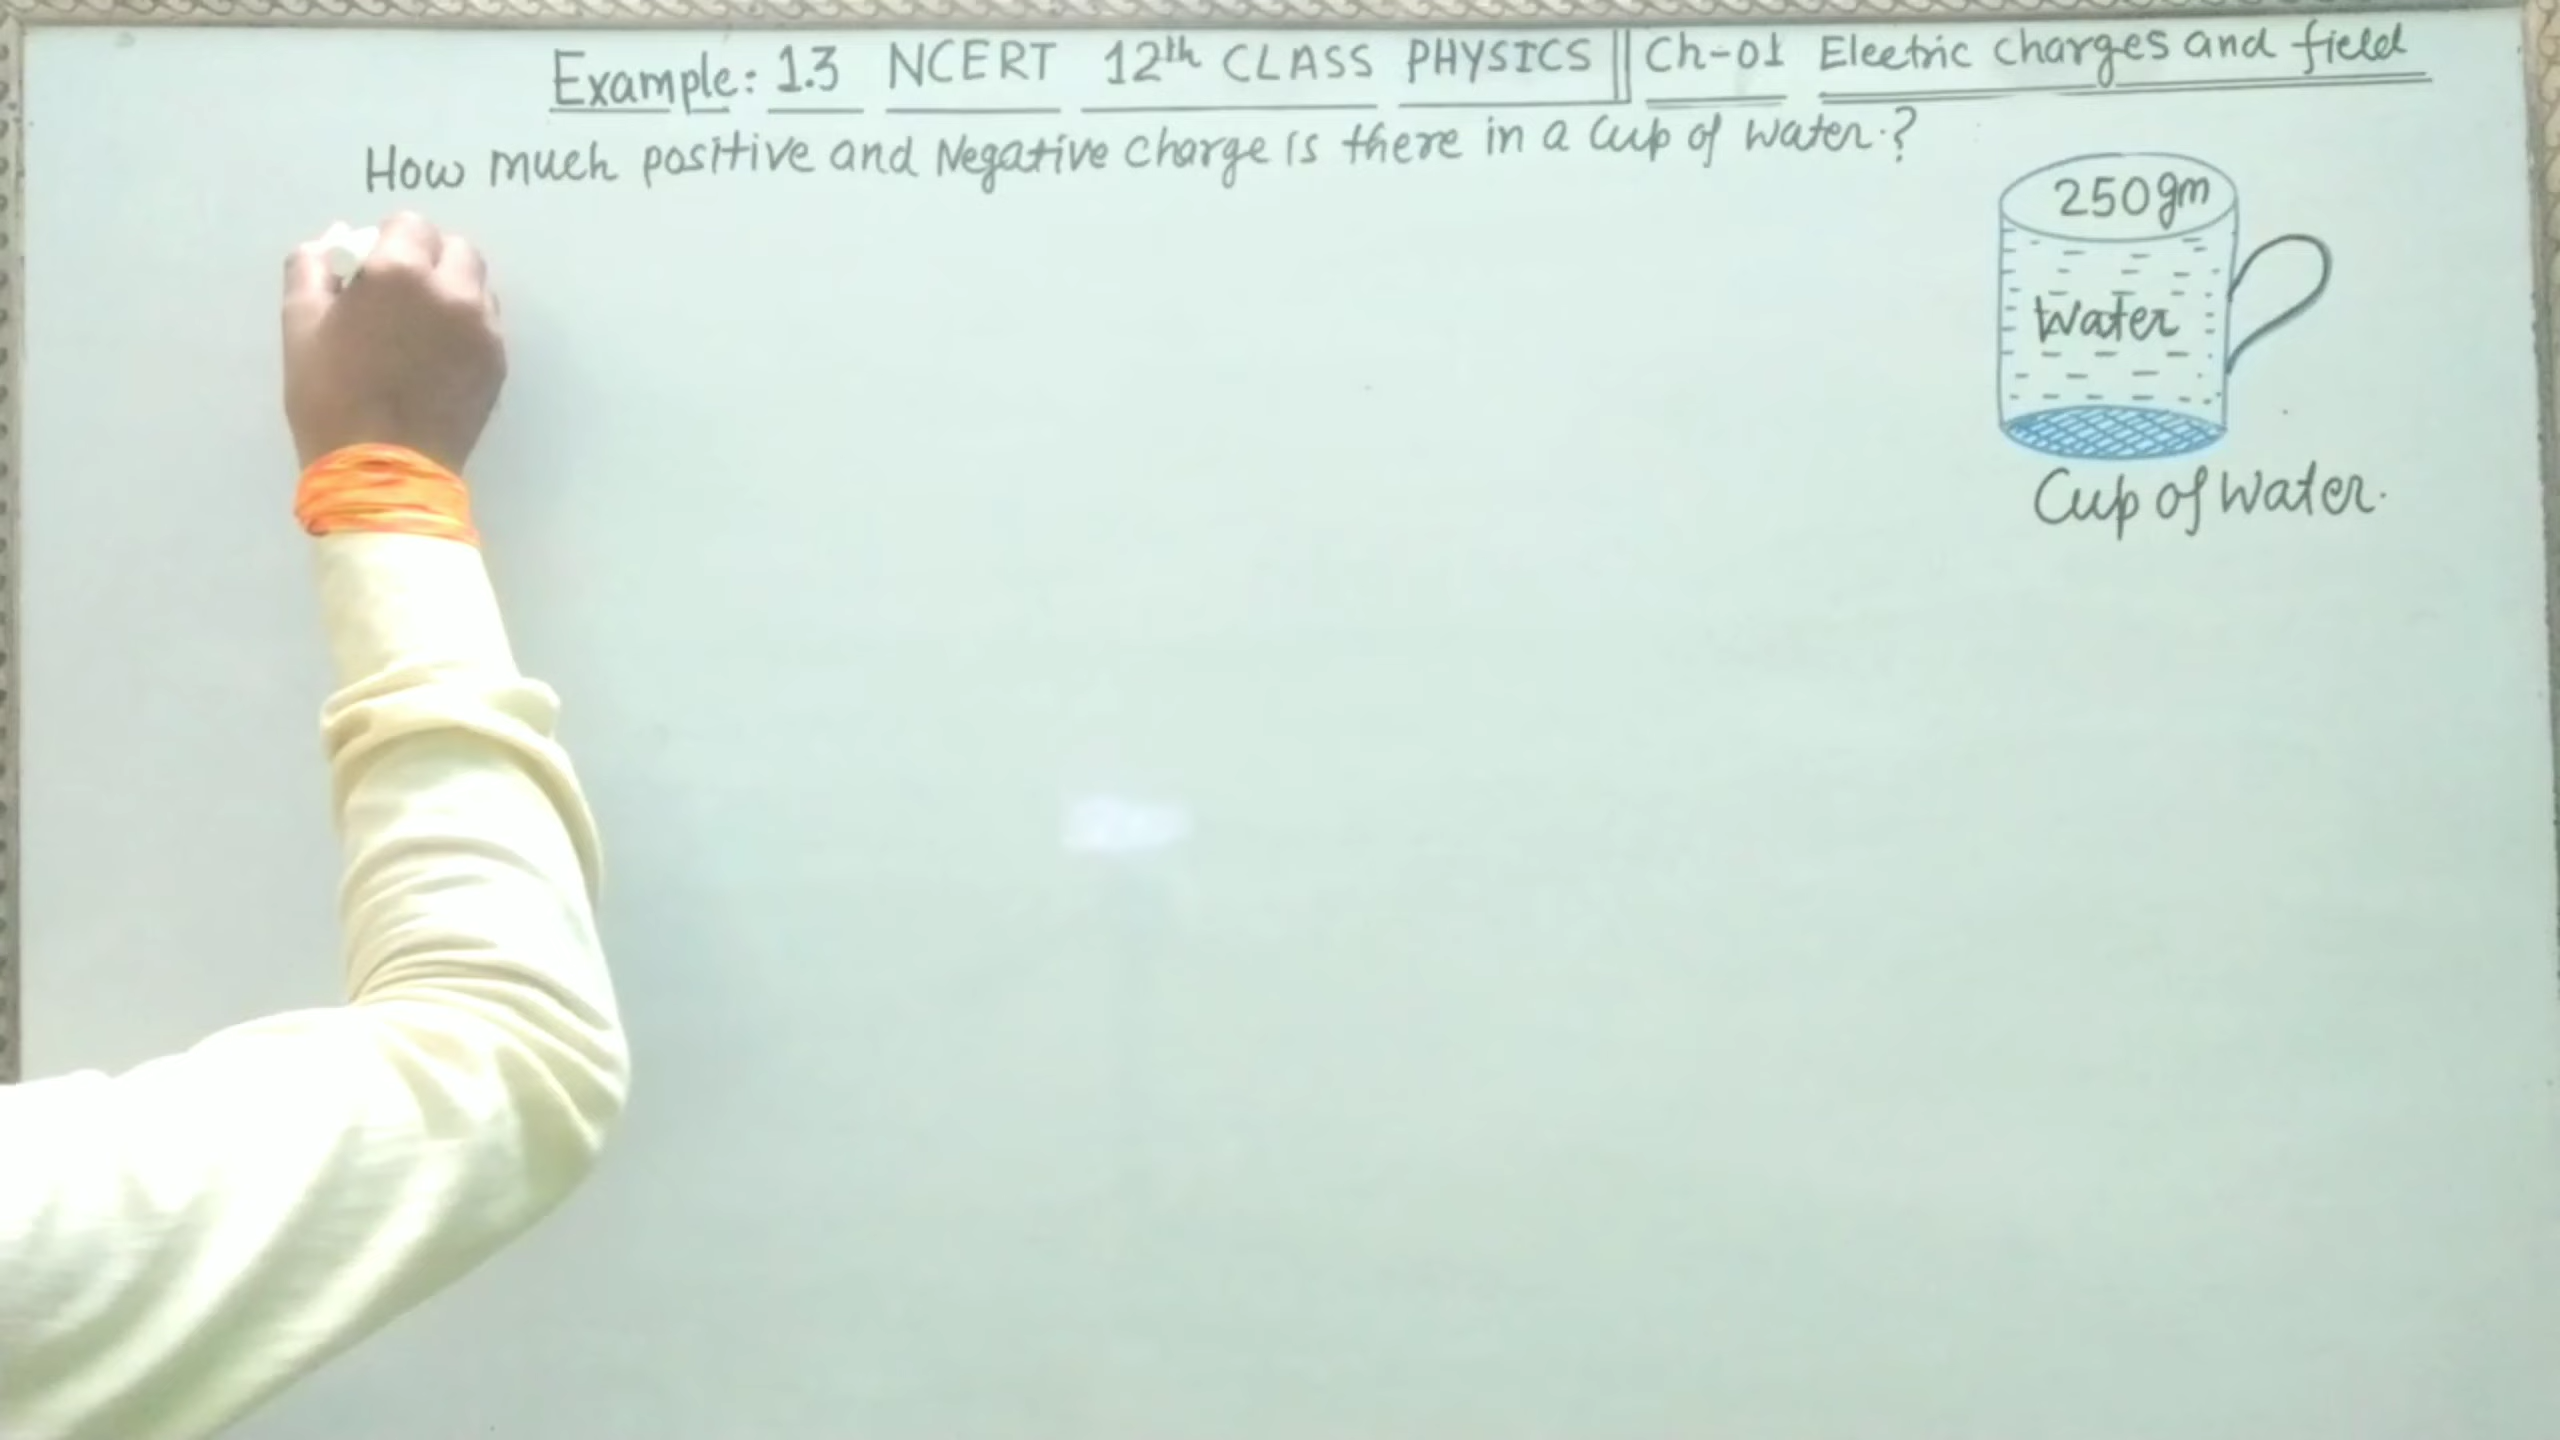 Example: 1.3 NCERT 12th CLASS PHYSICS || Ch-01 Electric charges and field
How much positive and Negative charge is there in a cup of water.?
250gm
Water
Cup of Water.